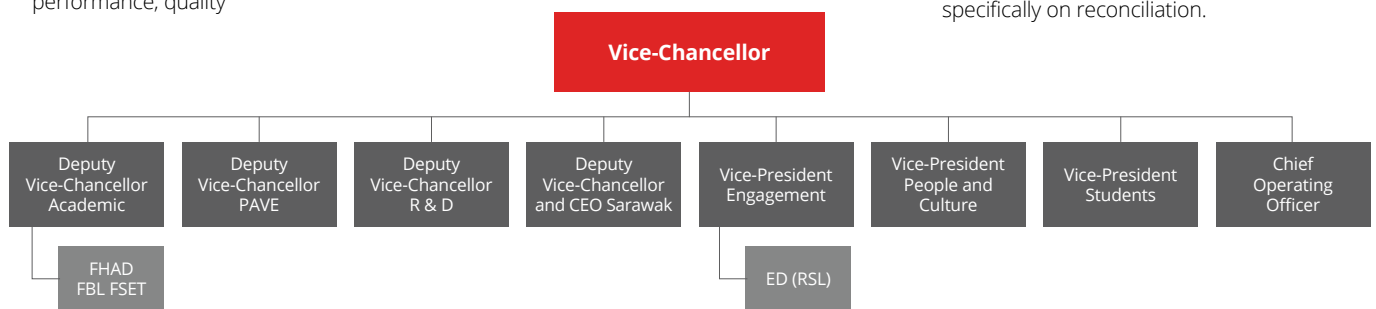 performance, quality
specifically on reconciliation.
Vice-Chancellor
Deputy
Vice-Chancellor
Academic
Deputy
Vice-Chancellor
PAVE
Deputy
Vice-Chancellor
R & D
Deputy
Vice-Chancellor
and CEO Sarawak
Vice-President
Engagement
Vice-President
People and
Culture
Vice-President
Students
Chief
Operating
Officer
FHAD
FBL FSET
ED (RSL)